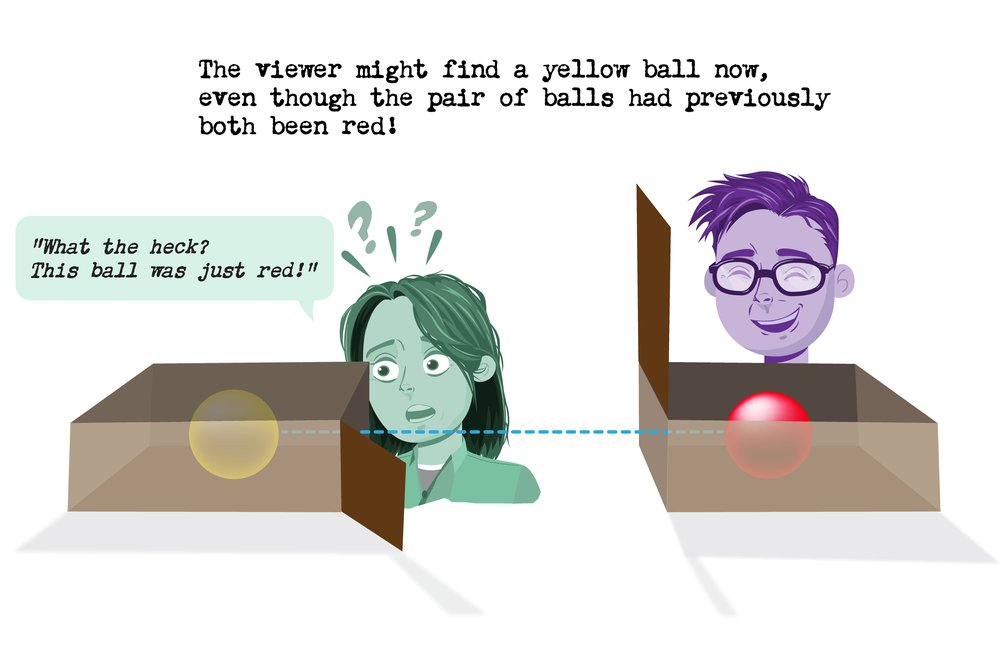 The viewer might find a yellow ball now,
even though the pair of balls had previously
both been red!
? ?
"What the heck?
This ball was just red!"